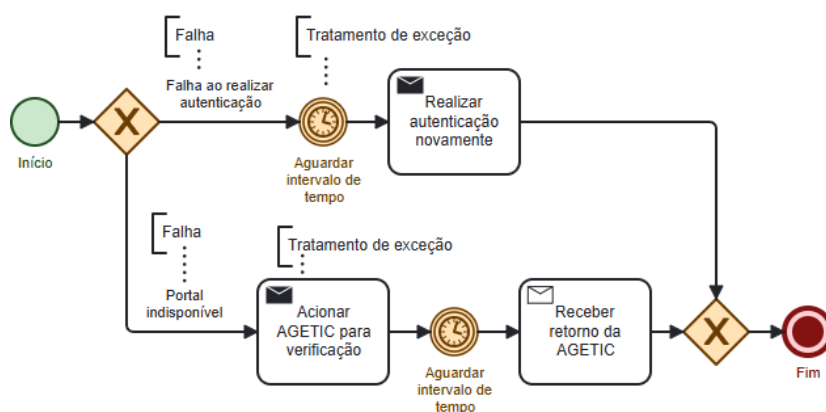 Falha
Tratamento de exceção
Falha ao realizar
autenticação
Realizar
autenticação
novamente
Início
Aguardar
intervalo de
tempo
Falha
Tratamento de exceção
Portal
indisponível
Acionar
AGETIC para
verificação
Receber
retorno da
AGETIC
Aguardar
intervalo de
tempo
Fim